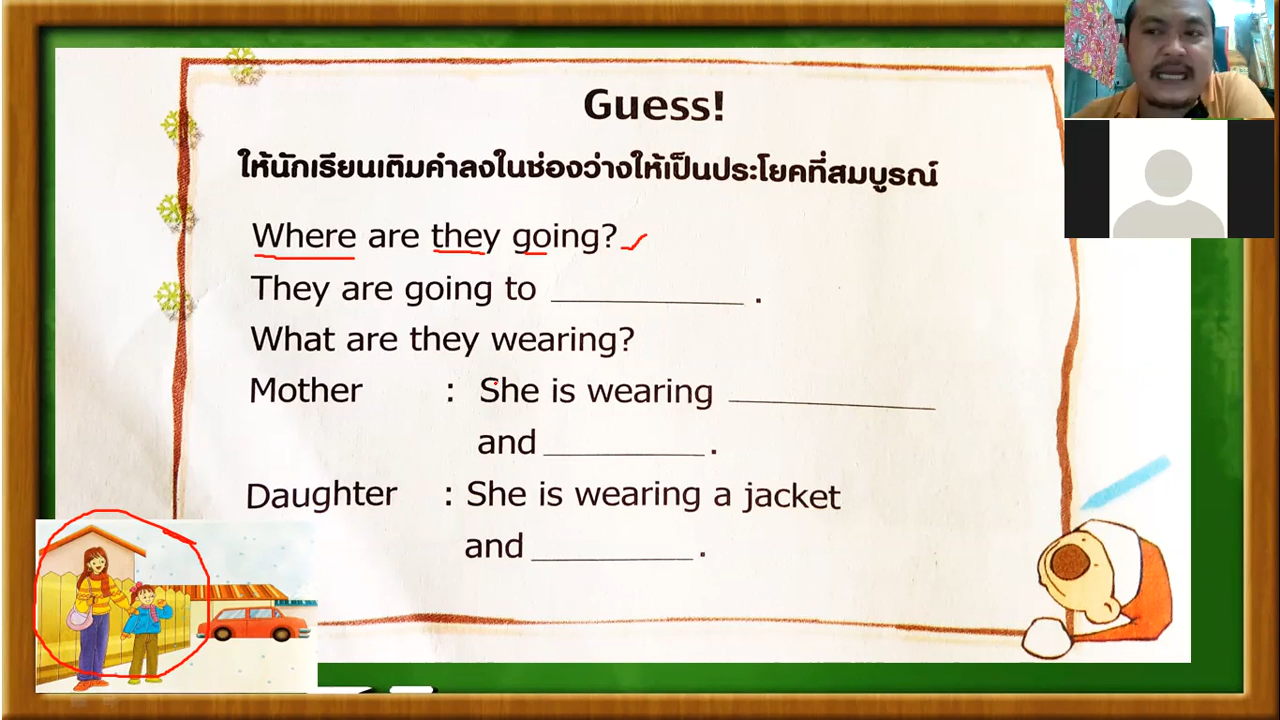 Guess!
ให้นักเรียนเติมคำลงในช่องว่างให้เป็นประโยคที่สมบูรณ์
Where are they going?
They are going to ____________ .
What are they wearing?
Mother : She is wearing ____________
and __________ .
Daughter : She is wearing a jacket
and __________ .